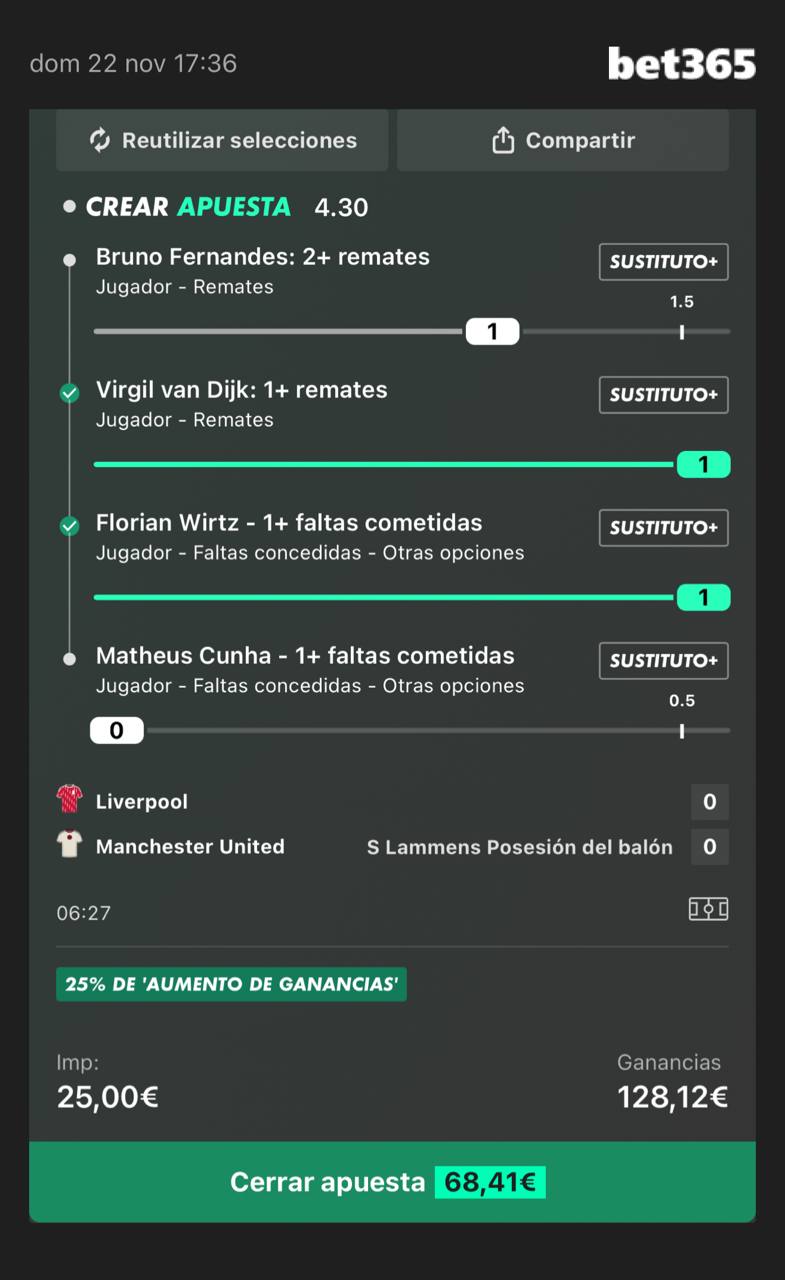 dom 22 nov 17:36 bet365
Reutilizar selecciones Compartir
CREAR APUESTA 4.30
Bruno Fernandes: 2+ remates SUSTITUTO+
Jugador - Remates
1.5
1
Virgil van Dijk: 1+ remates SUSTITUTO+
Jugador - Remates
1
Florian Wirtz - 1+ faltas cometidas SUSTITUTO+
Jugador - Faltas concedidas - Otras opciones
1
Matheus Cunha - 1+ faltas cometidas SUSTITUTO+
Jugador - Faltas concedidas - Otras opciones
0.5
0
Liverpool 0
Manchester United S Lammens Posesión del balón 0
06:27
25% DE 'AUMENTO DE GANANCIAS'
Imp: Ganancias
25,00€ 128,12€
Cerrar apuesta 68,41€